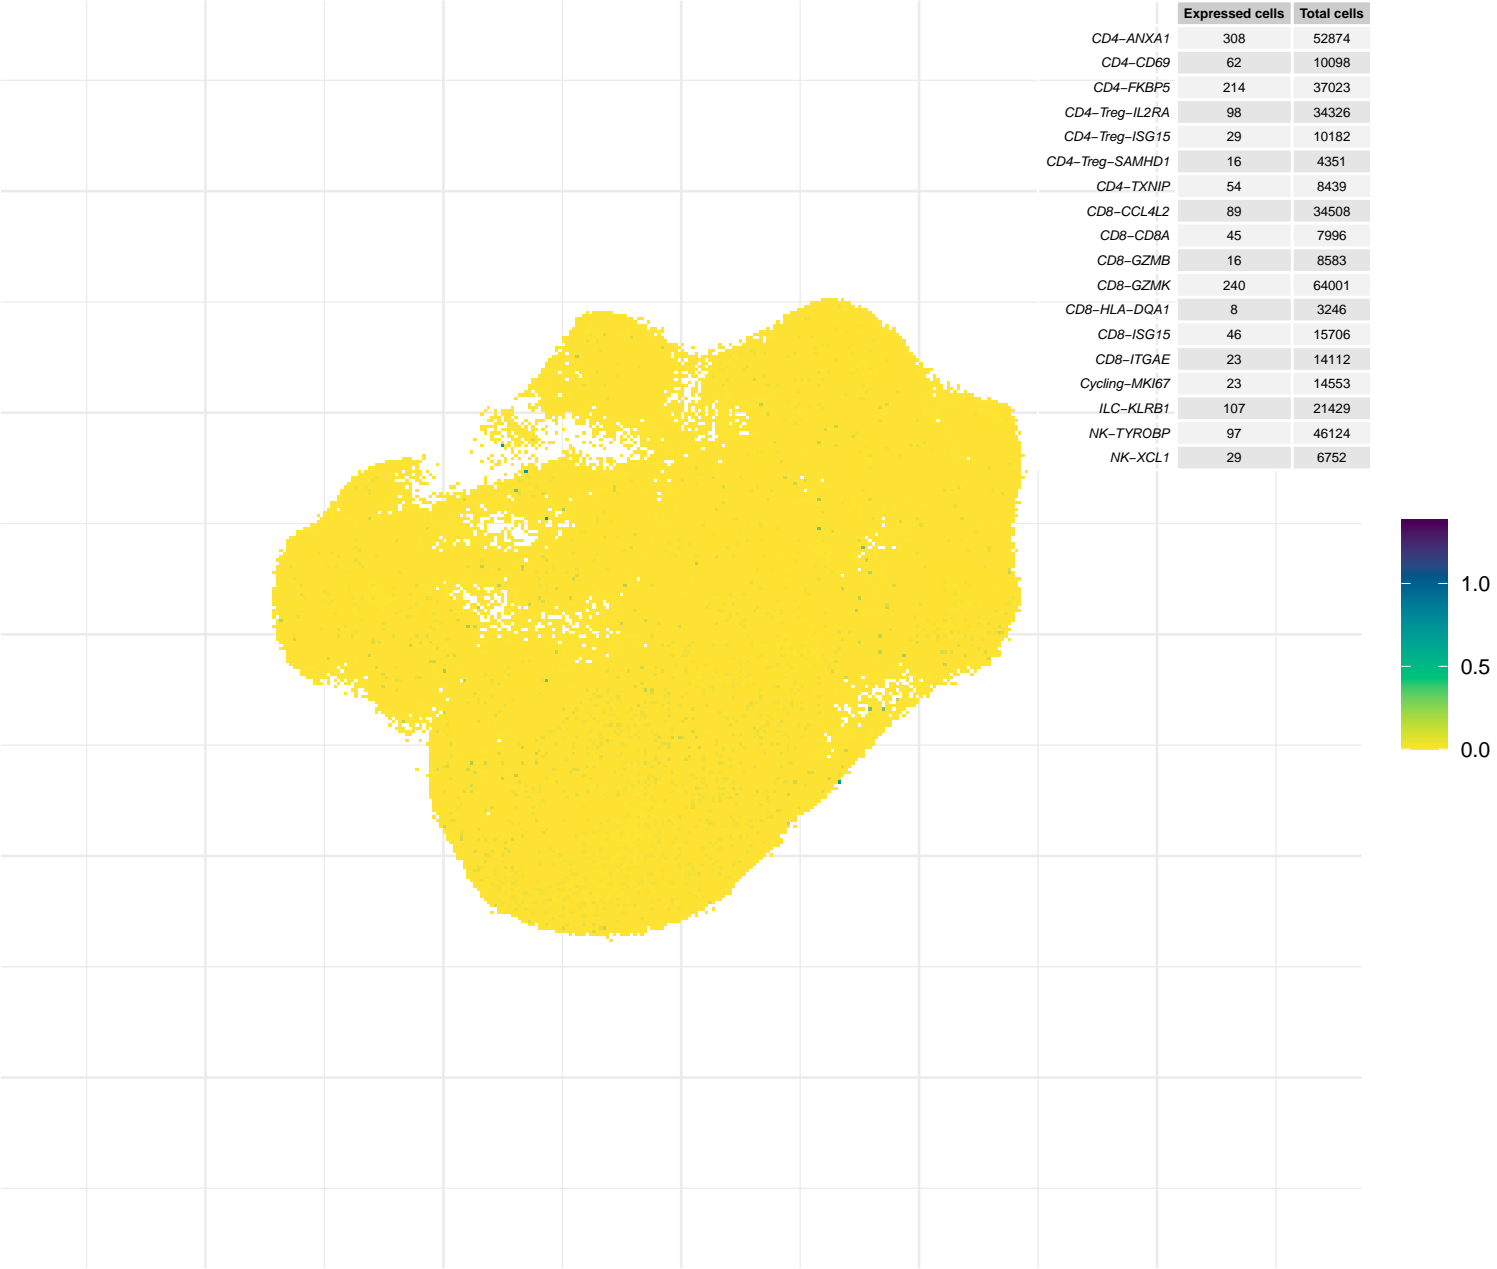 Expressed cells Total cells
CD4−ANXA1 308 52874
CD4−CD69 62 10098
CD4−FKBP5 214 37023
CD4−Treg−IL2RA 98 34326
CD4−Treg−ISG15 29 10182
CD4−Treg−SAMHD1 16 4351
CD4−TXNIP 54 8439
CD8−CCL4L2 89 34508
CD8−CD8A 45 7996
CD8−GZMB 16 8583
CD8−GZMK 240 64001
CD8−HLA−DQA1 8 3246
CD8−ISG15 46 15706
CD8−ITGAE 23 14112
Cycling−MKI67 23 14553
ILC−KLRB1 107 21429
NK−TYROBP 97 46124
NK−XCL1 29 6752
1.0
0.5
0.0